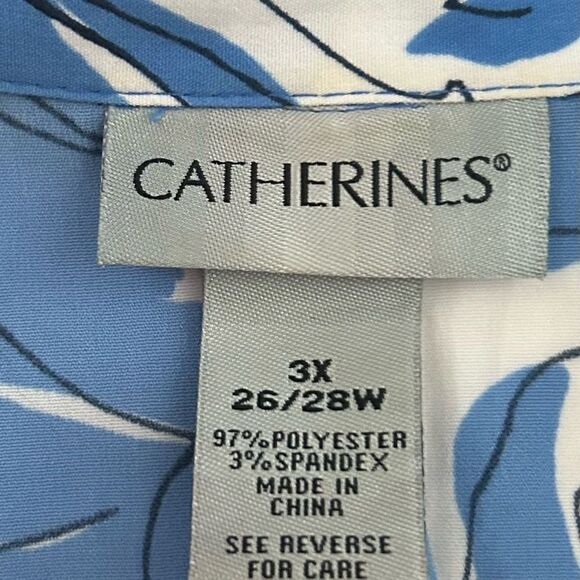 CATHERINES®
3X
26/28W
97% POLYESTER
3% SPANDEX
MADE IN
CHINA
SEE REVERSE
FOR CARE